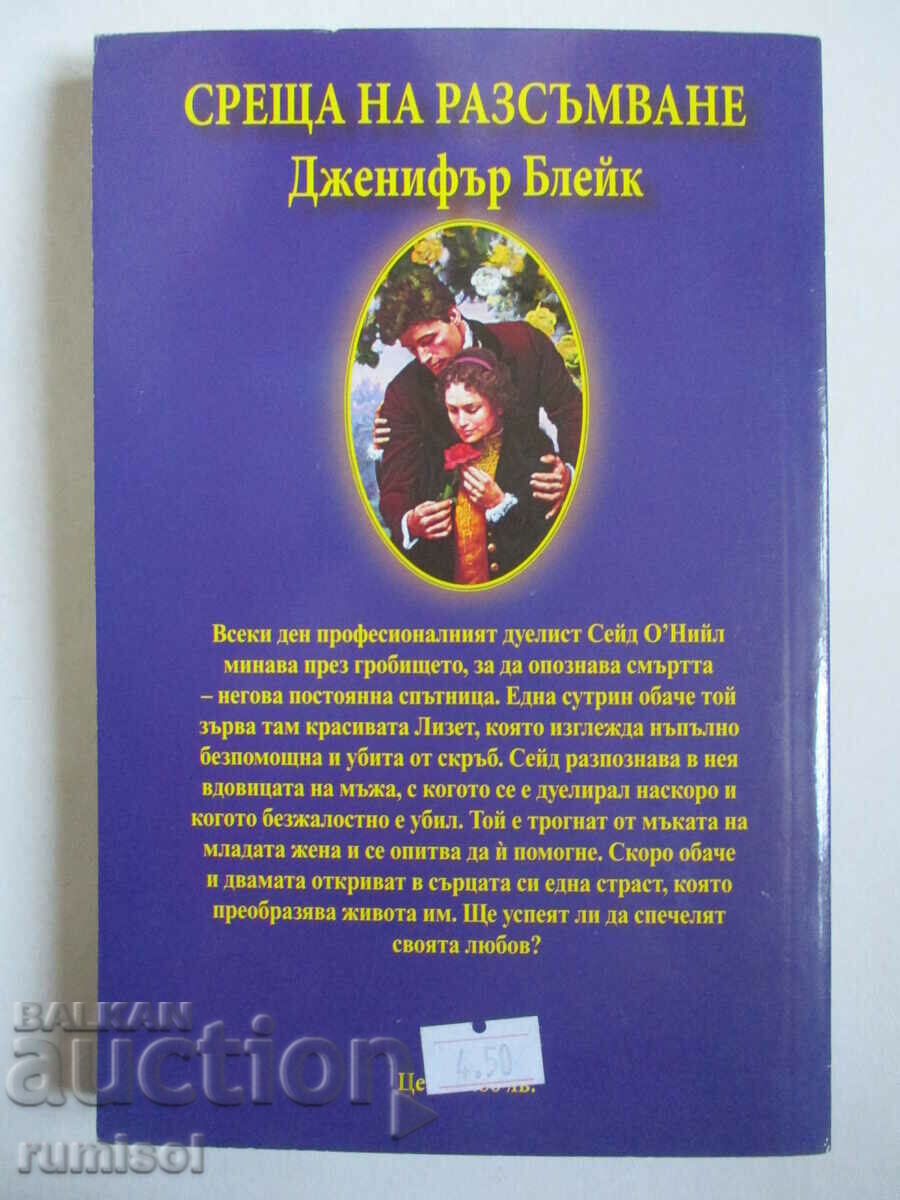 СРЕЩА НА РАЗСЪМВАНЕ
Дженифър Блейк
Всеки ден професионалният дуелист Сейд О’Нийл
минава през гробището, за да опознава смъртта
– негова постоянна спътница. Една сутрин обаче той
зърва там красивата Лизет, която изглежда нъпълно
безпомощна и убита от скръб. Сейд разпознава в нея
вдовицата на мъжа, с когото се е дуелирал наскоро и
когото безжалостно е убил. Той е трогнат от мъката на
младата жена и се опитва да ѝ помогне. Скоро обаче
и двамата откриват в сърцата си една страст, която
преобразява живота им. Ще успеят ли да спечелят
своята любов?
BALKAN
auction
4.50
лв.
rumisol